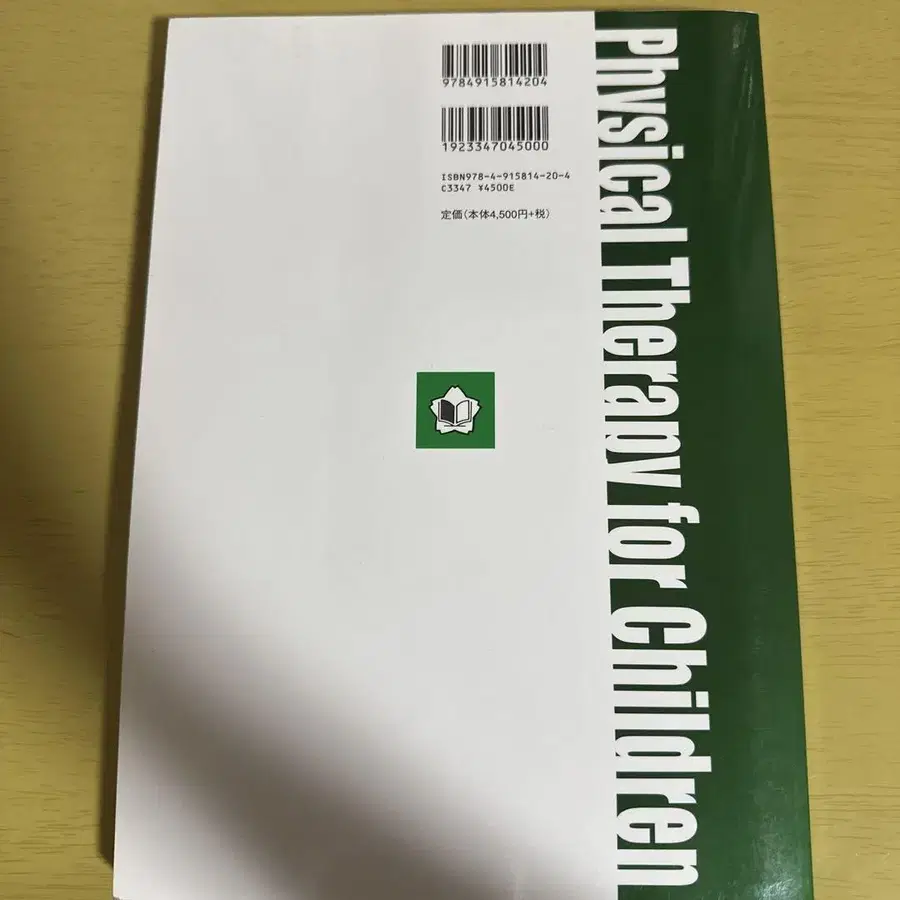 9784915814204
1923347045000
ISBN978-4-915814-20-4
C3347 ¥4500E
定価(本体4,500円+税)
Physical Therapy for Children